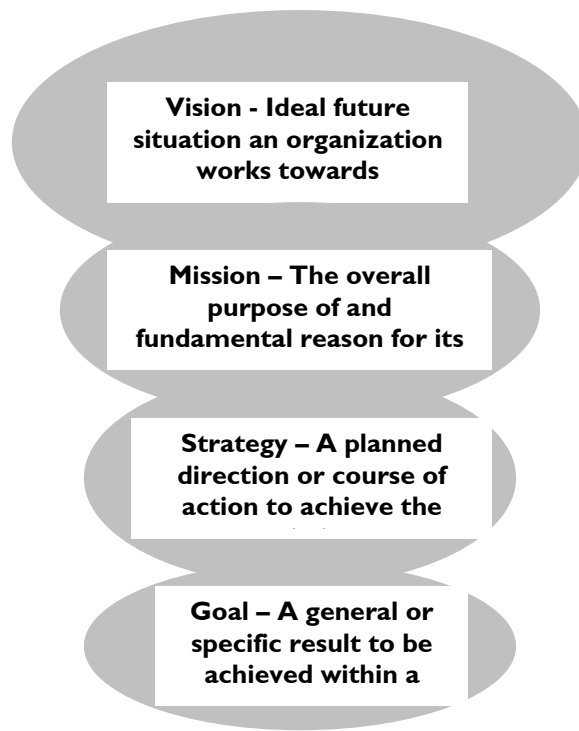 Vision - Ideal future
situation an organization
works towards
Mission – The overall
purpose of and
fundamental reason for its
Strategy – A planned
direction or course of
action to achieve the
Goal – A general or
specific result to be
achieved within a